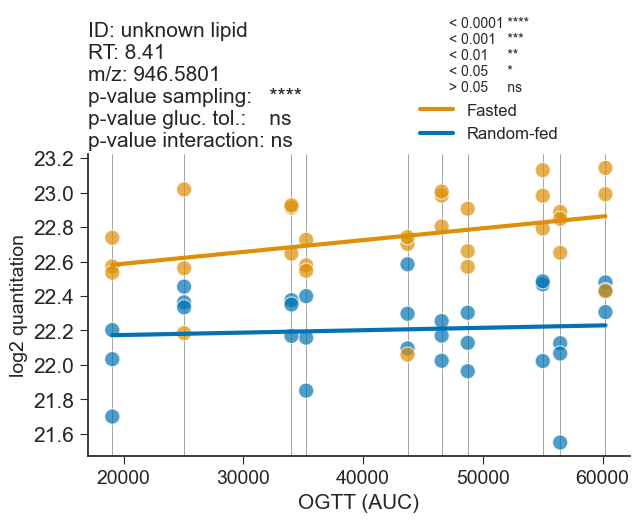 ID: unknown lipid
RT: 8.41
m/z: 946.5801
p-value sampling: ****
p-value gluc. tol.: ns
p-value interaction: ns
< 0.0001 ****
< 0.001 ***
< 0.01 **
< 0.05 *
> 0.05 ns
Fasted
Random-fed
23.2
23.0
22.8
22.6
22.4
22.2
22.0
21.8
21.6
log2 quantitation
20000 30000 40000 50000 60000
OGTT (AUC)